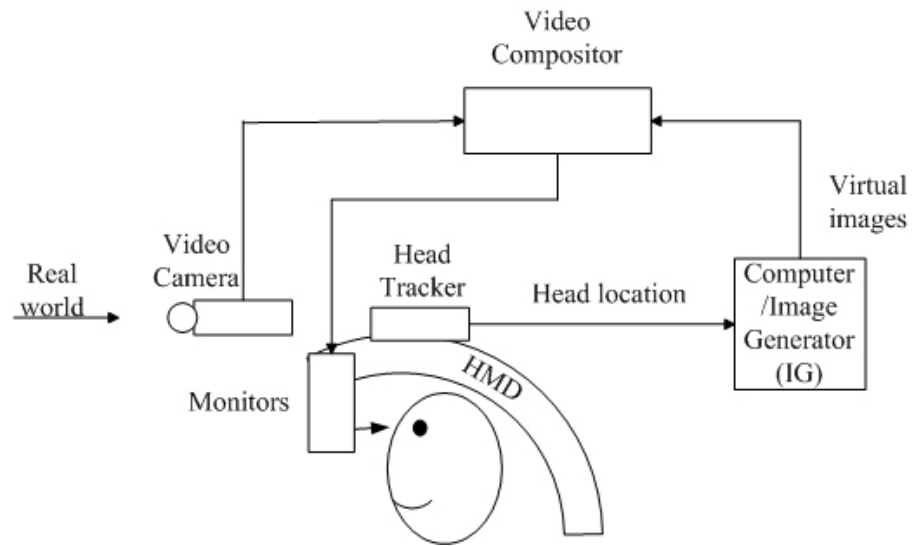 Video
Compositor
Virtual
images
Video
Camera
Head
Tracker
Real
world
Head location
Computer
/Image
Generator
(IG)
HMD
Monitors